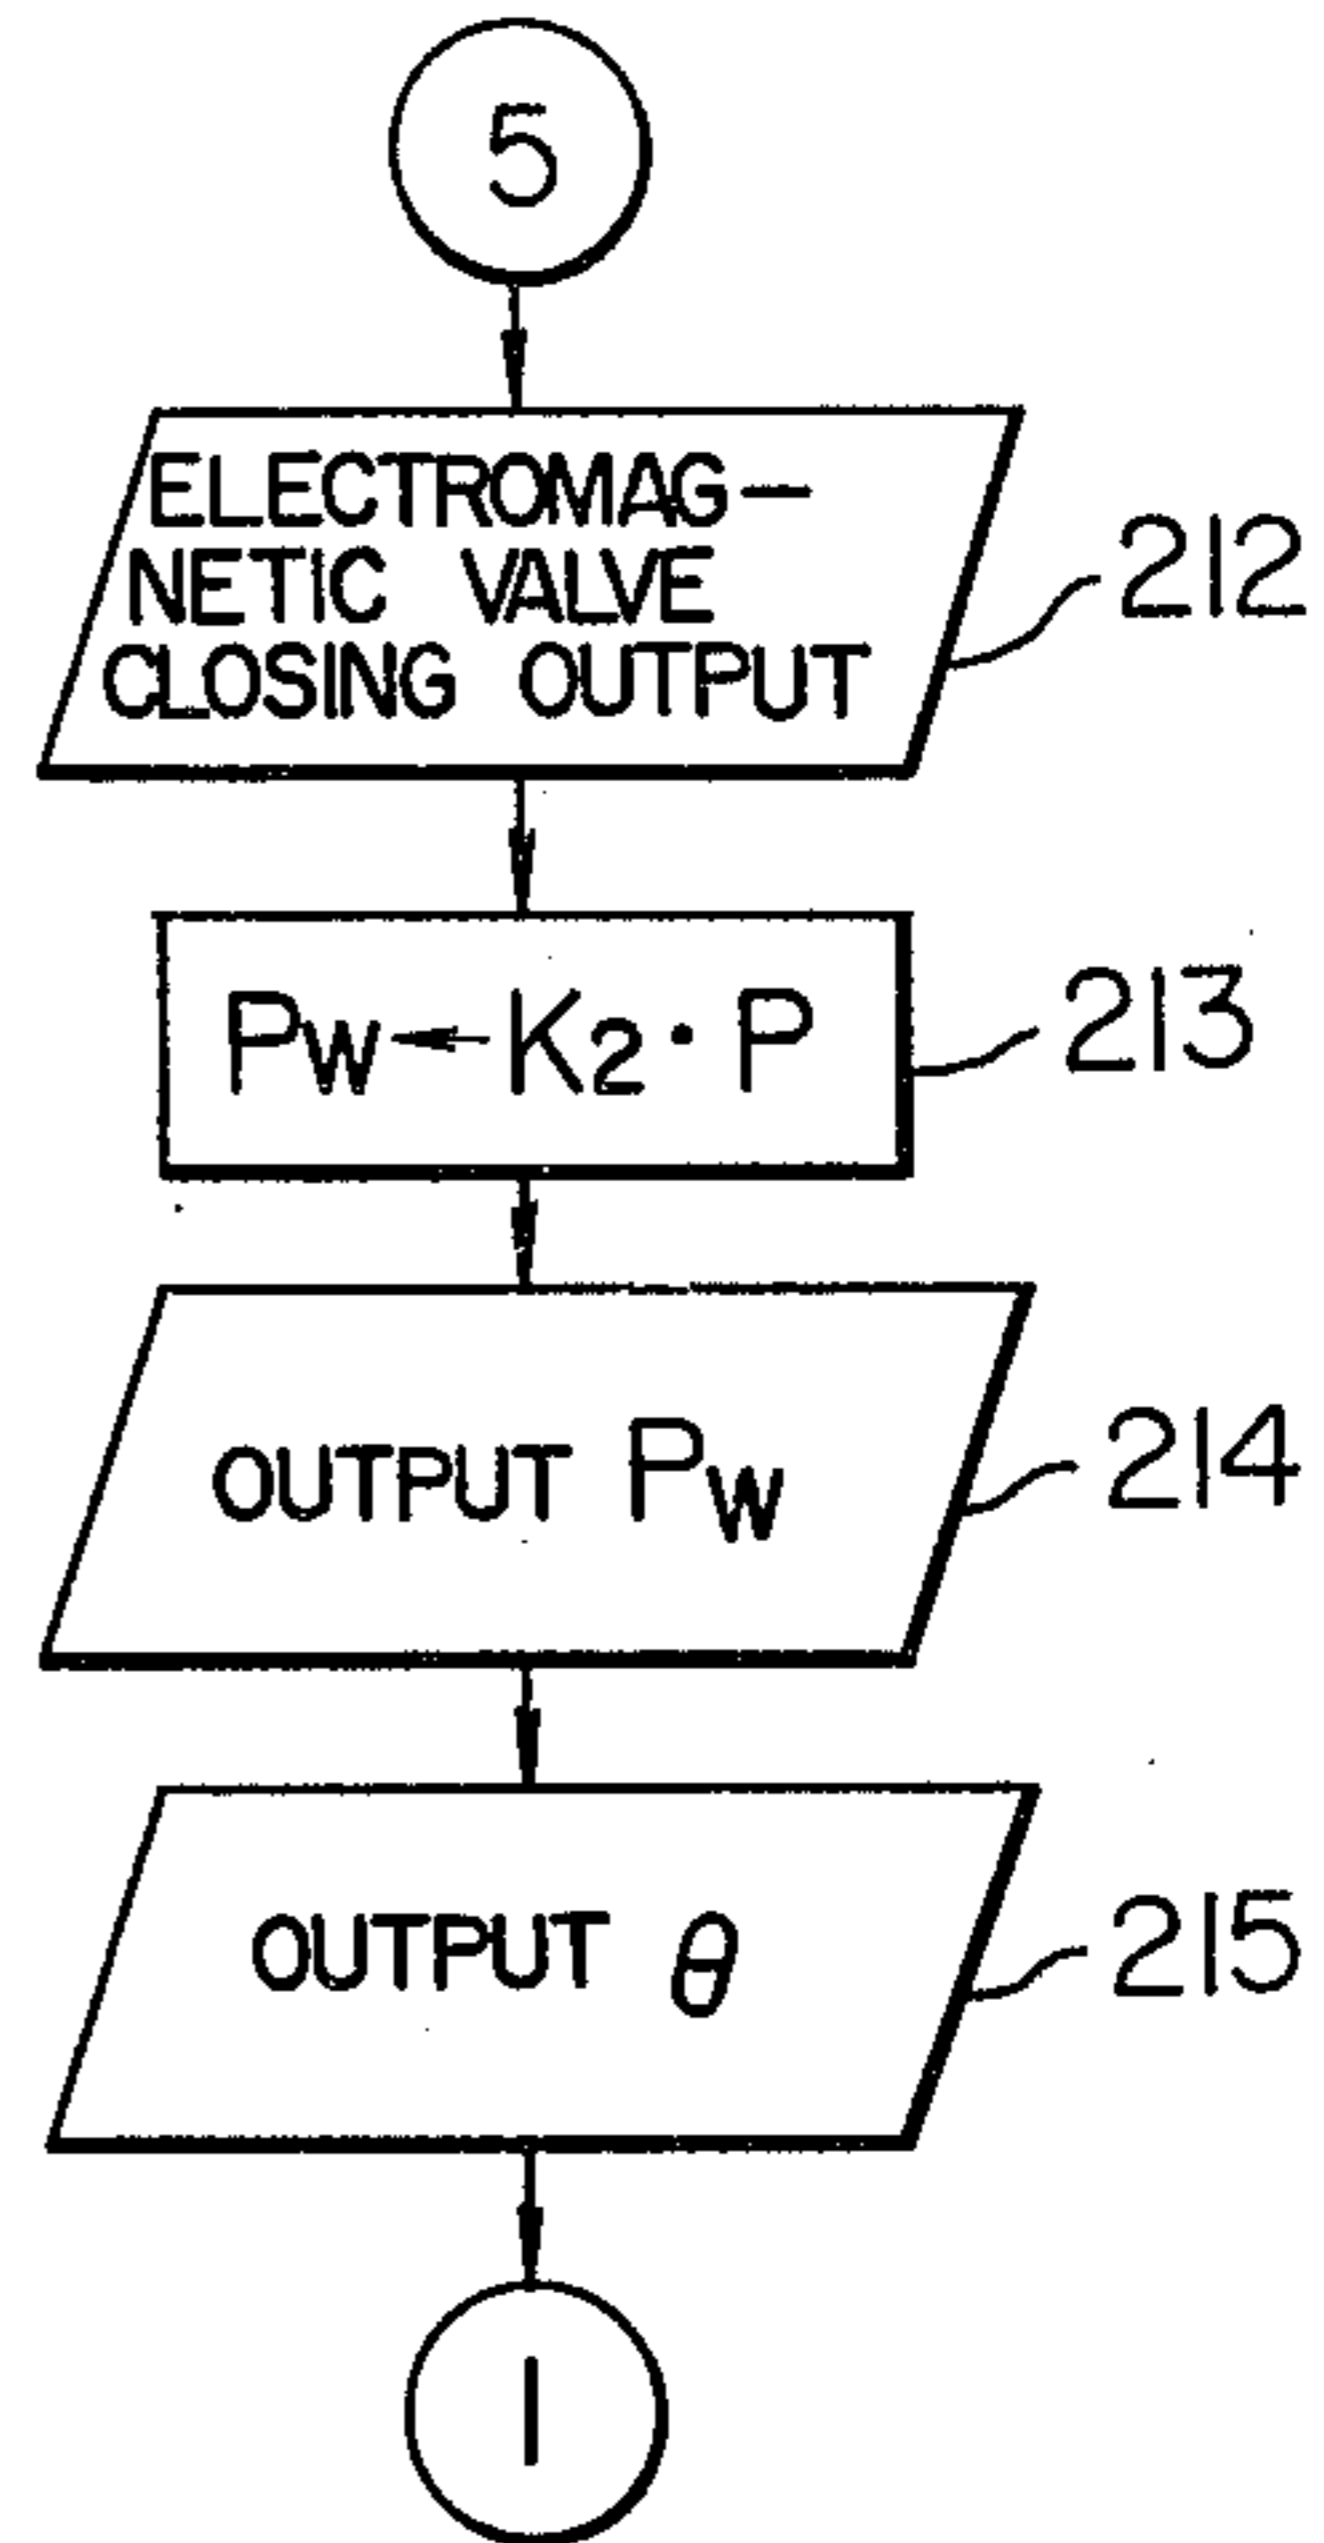 5
ELECTROMAG-
NETIC VALVE
CLOSING OUTPUT
212
Pw ← K2 · P
213
OUTPUT Pw
214
OUTPUT θ
215
1